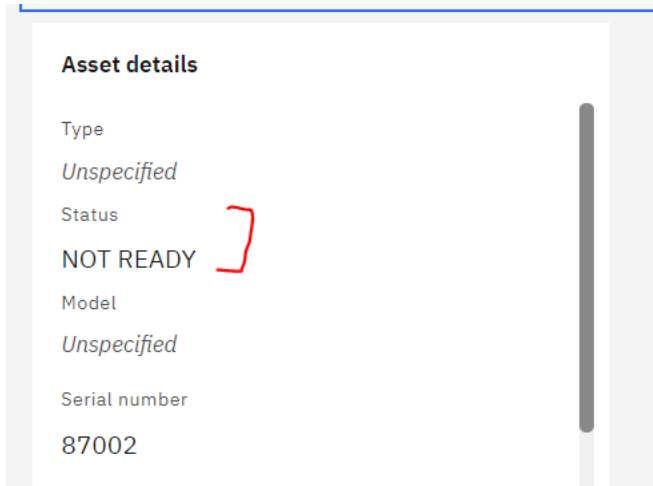 Asset details
Type
Unspecified
Status
NOT READY
Model
Unspecified
Serial number
87002